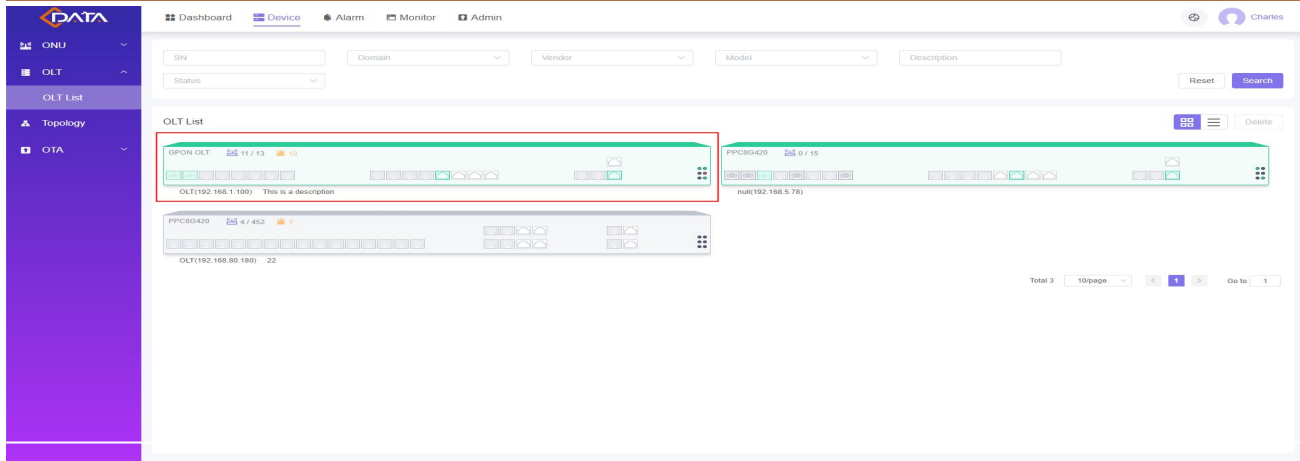 DATA
Dashboard Device Alarm Monitor Admin
Charles
ONU
OLT
OLT List
Topology
OTA
SN Domain Vendor Model Description
Status
Reset Search
OLT List
Delete
GPON OLT 11 / 13 10
OLT(192.168.1.100) This is a description
PPC8G420 0 / 15
null(192.168.5.78)
PPC8G420 4 / 452 1
OLT(192.168.80.180) 22
Total 3 10/page < 1 > Go to 1